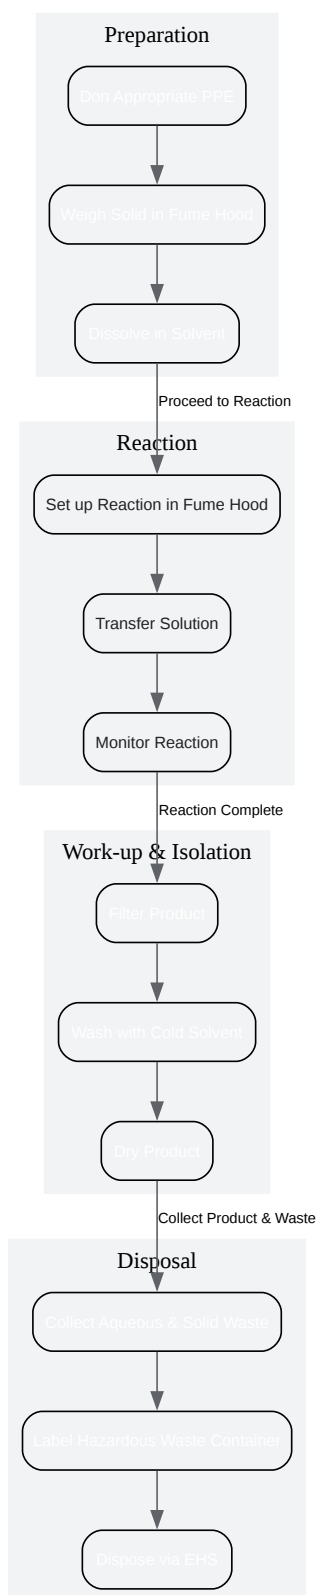 Preparation
Don Appropriate PPE
Weigh Solid in Fume Hood
Dissolve in Solvent
Proceed to Reaction
Reaction
Set up Reaction in Fume Hood
Transfer Solution
Monitor Reaction
Reaction Complete
Work-up & Isolation
Filter Product
Wash with Cold Solvent
Dry Product
Collect Product & Waste
Disposal
Collect Aqueous & Solid Waste
Label Hazardous Waste Container
Dispose via EHS